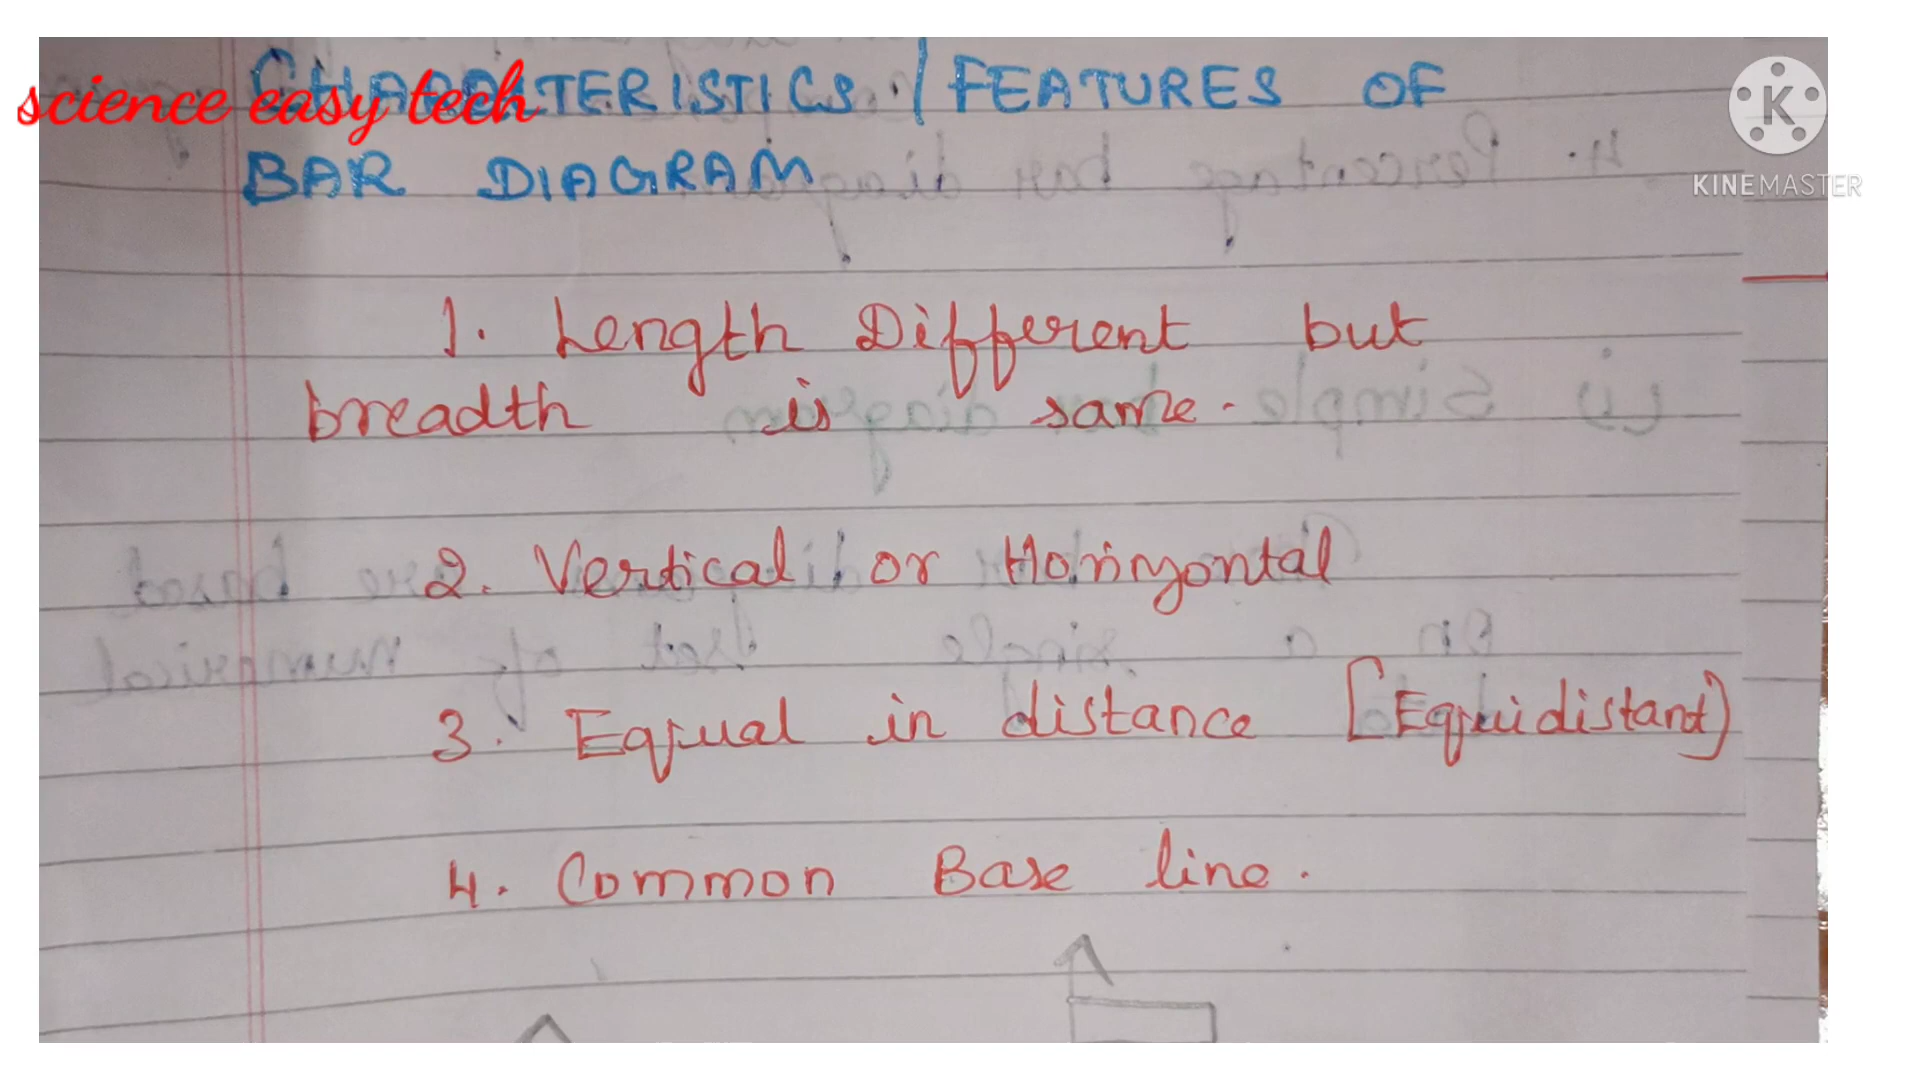 CHARACTERISTICS / FEATURES OF
science easy tech
BAR DIAGRAM
KINEMASTER
1. Length Different but
breadth is same.
2. Vertical or Horizontal
3. Equal in distance [Equidistant)
4. Common Base line.